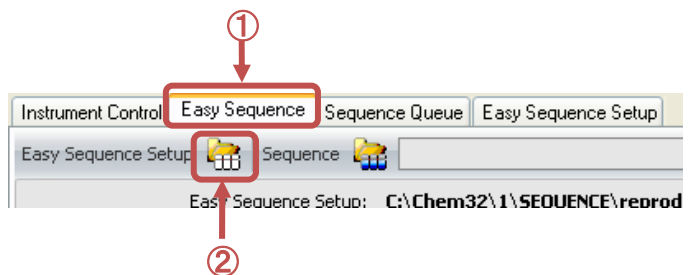 ①
Instrument Control Easy Sequence Sequence Queue Easy Sequence Setup
Easy Sequence Setup Sequence
Easy Sequence Setup: C:\Chem32\1\SEQUENCE\reprod
②